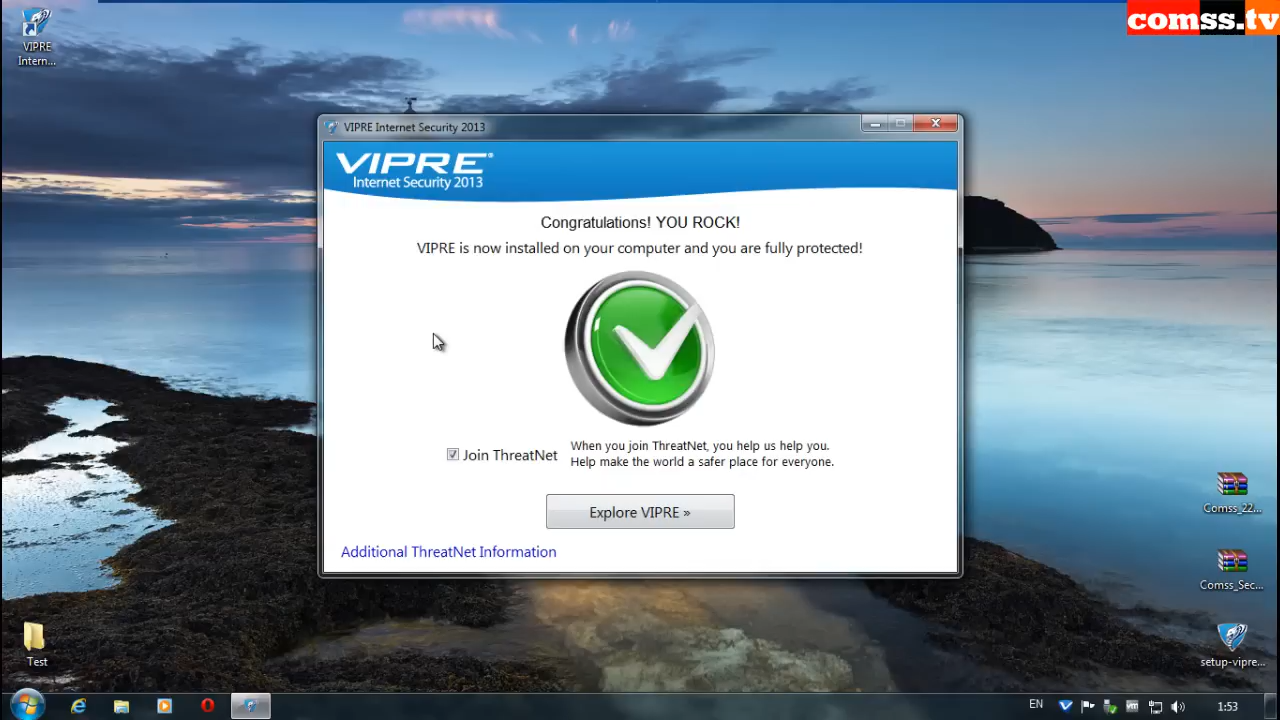 comss.tv
VIPRE
Intern...
VIPRE Internet Security 2013
VIPRE®
Internet Security 2013
Congratulations! YOU ROCK!
VIPRE is now installed on your computer and you are fully protected!
Join ThreatNet
When you join ThreatNet, you help us help you.
Help make the world a safer place for everyone.
Explore VIPRE »
Additional ThreatNet Information
Comss_22...
Comss_Sec...
setup-vipre...
Test
EN
1:53